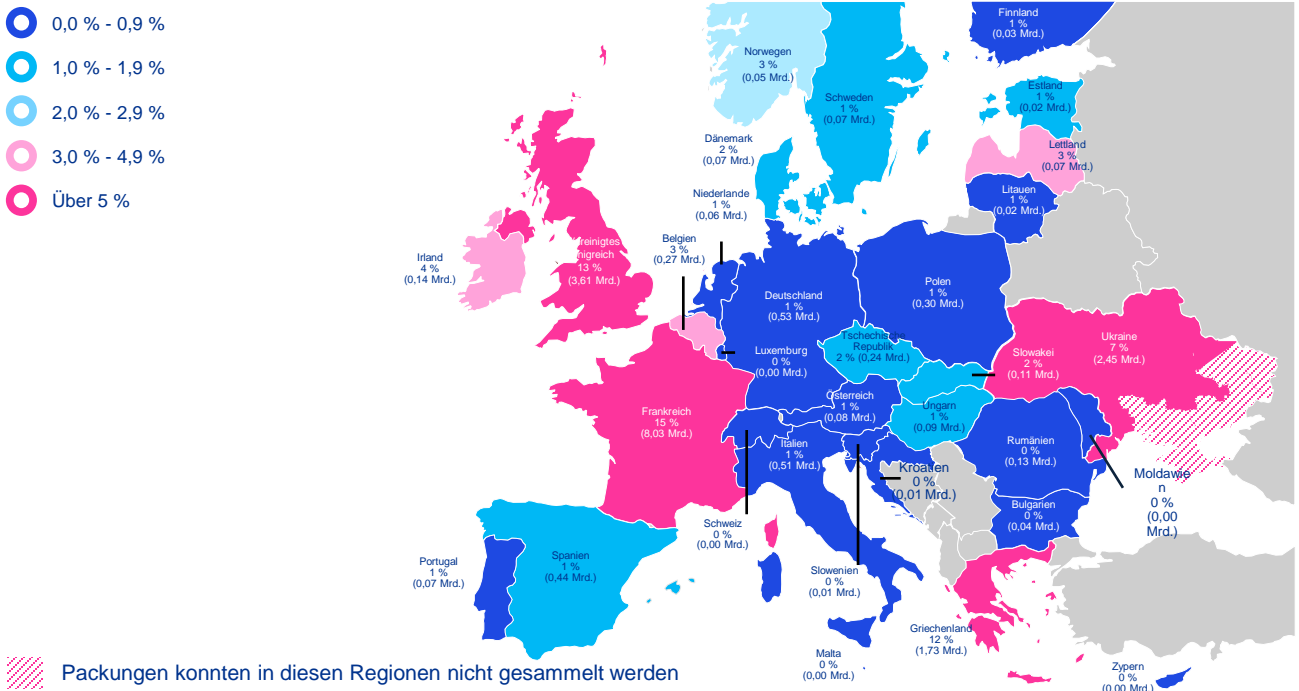 0,0 % - 0,9 %
1,0 % - 1,9 %
2,0 % - 2,9 %
3,0 % - 4,9 %
Über 5 %
Finnland
1 %
(0,03 Mrd.)
Norwegen
3 %
(0,05 Mrd.)
Schweden
1 %
(0,07 Mrd.)
Estland
1 %
(0,02 Mrd.)
Lettland
3 %
(0,07 Mrd.)
Dänemark
2 %
(0,07 Mrd.)
Litauen
1 %
(0,02 Mrd.)
Niederlande
1 %
(0,06 Mrd.)
Belgien
3 %
(0,27 Mrd.)
Irland
4 %
(0,14 Mrd.)
ereinigtes
nigreich
13 %
(3,61 Mrd.)
Polen
1 %
(0,30 Mrd.)
Deutschland
1 %
(0,53 Mrd.)
Tschechische
Republik
2 % (0,24 Mrd.)
Ukraine
7 %
(2,45 Mrd.)
Luxemburg
0 %
(0,00 Mrd.)
Slowakei
2 %
(0,11 Mrd.)
Österreich
1 %
(0,08 Mrd.)
Ungarn
1 %
(0,09 Mrd.)
Frankreich
15 %
(8,03 Mrd.)
Italien
1 %
(0,51 Mrd.)
Rumänien
0 %
(0,13 Mrd.)
Kroatien
0 %
(0,01 Mrd.)
Moldawie
n
0 %
(0,00
Mrd.)
Bulgarien
0 %
(0,04 Mrd.)
Schweiz
0 %
(0,00 Mrd.)
Portugal
1 %
(0,07 Mrd.)
Spanien
1 %
(0,44 Mrd.)
Slowenien
0 %
(0,01 Mrd.)
Griechenland
12 %
(1,73 Mrd.)
Malta
0 %
(0,00 Mrd.)
Zypern
0 %
(0,00 Mrd.)
Packungen konnten in diesen Regionen nicht gesammelt werden